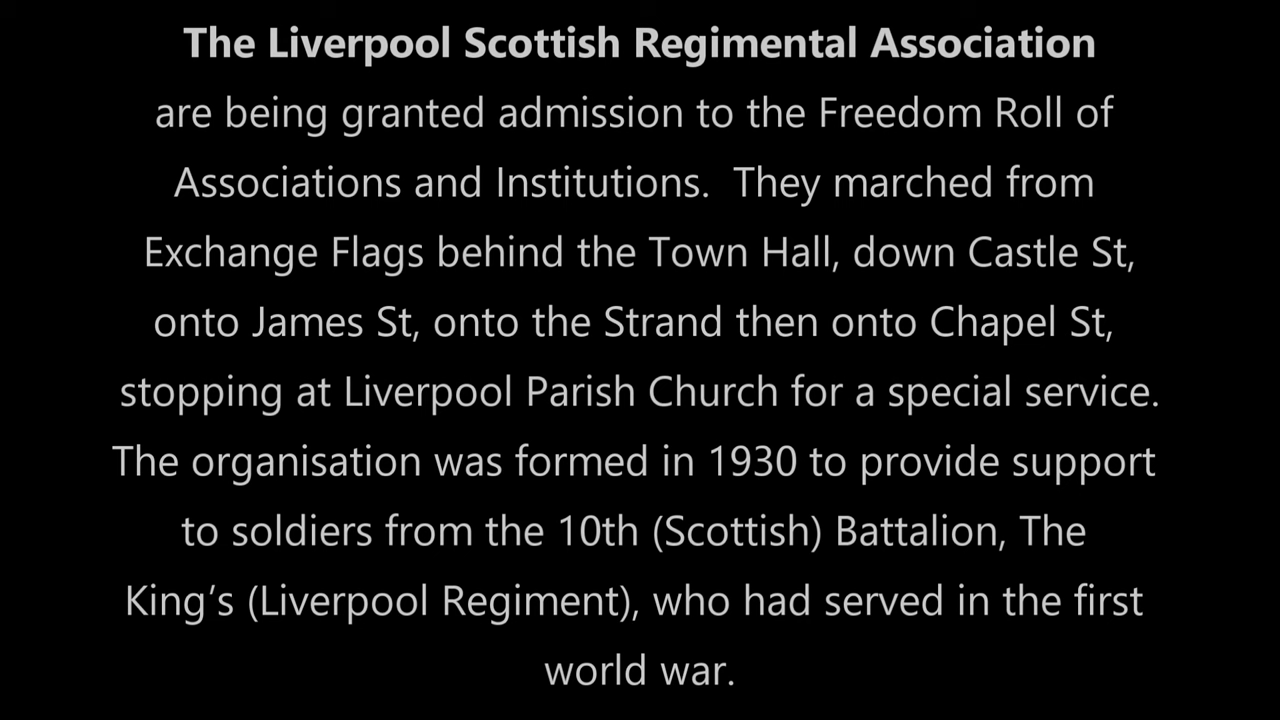 The Liverpool Scottish Regimental Association
are being granted admission to the Freedom Roll of
Associations and Institutions.  They marched from
Exchange Flags behind the Town Hall, down Castle St,
onto James St, onto the Strand then onto Chapel St,
stopping at Liverpool Parish Church for a special service.
The organisation was formed in 1930 to provide support
to soldiers from the 10th (Scottish) Battalion, The
King’s (Liverpool Regiment), who had served in the first
world war.